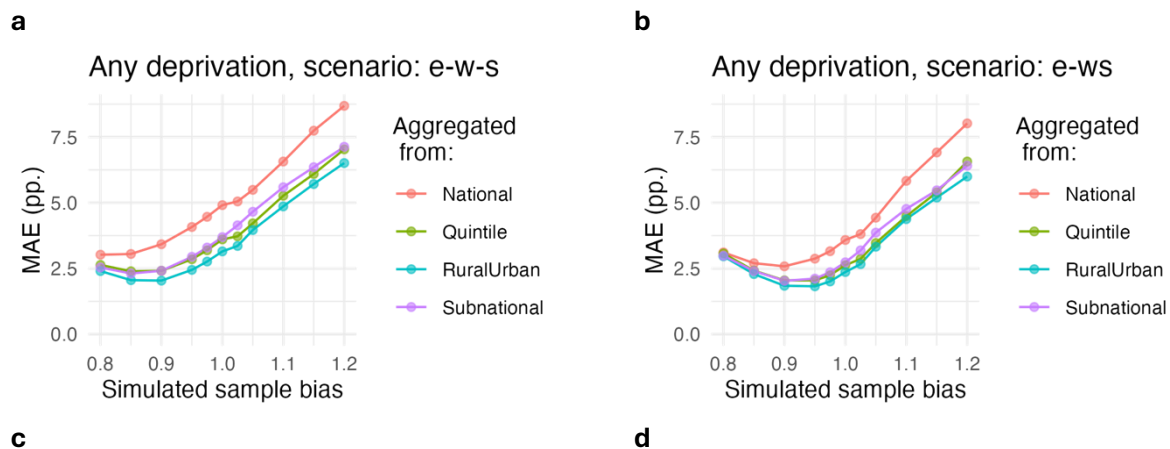 a
Any deprivation, scenario: e-w-s
7.5
5.0
2.5
0.0
MAE (pp.)
0.8 0.9 1.0 1.1 1.2
Simulated sample bias
Aggregated
from:
National
Quintile
RuralUrban
Subnational
b
Any deprivation, scenario: e-ws
7.5
5.0
2.5
0.0
MAE (pp.)
0.8 0.9 1.0 1.1 1.2
Simulated sample bias
Aggregated
from:
National
Quintile
RuralUrban
Subnational
c
d